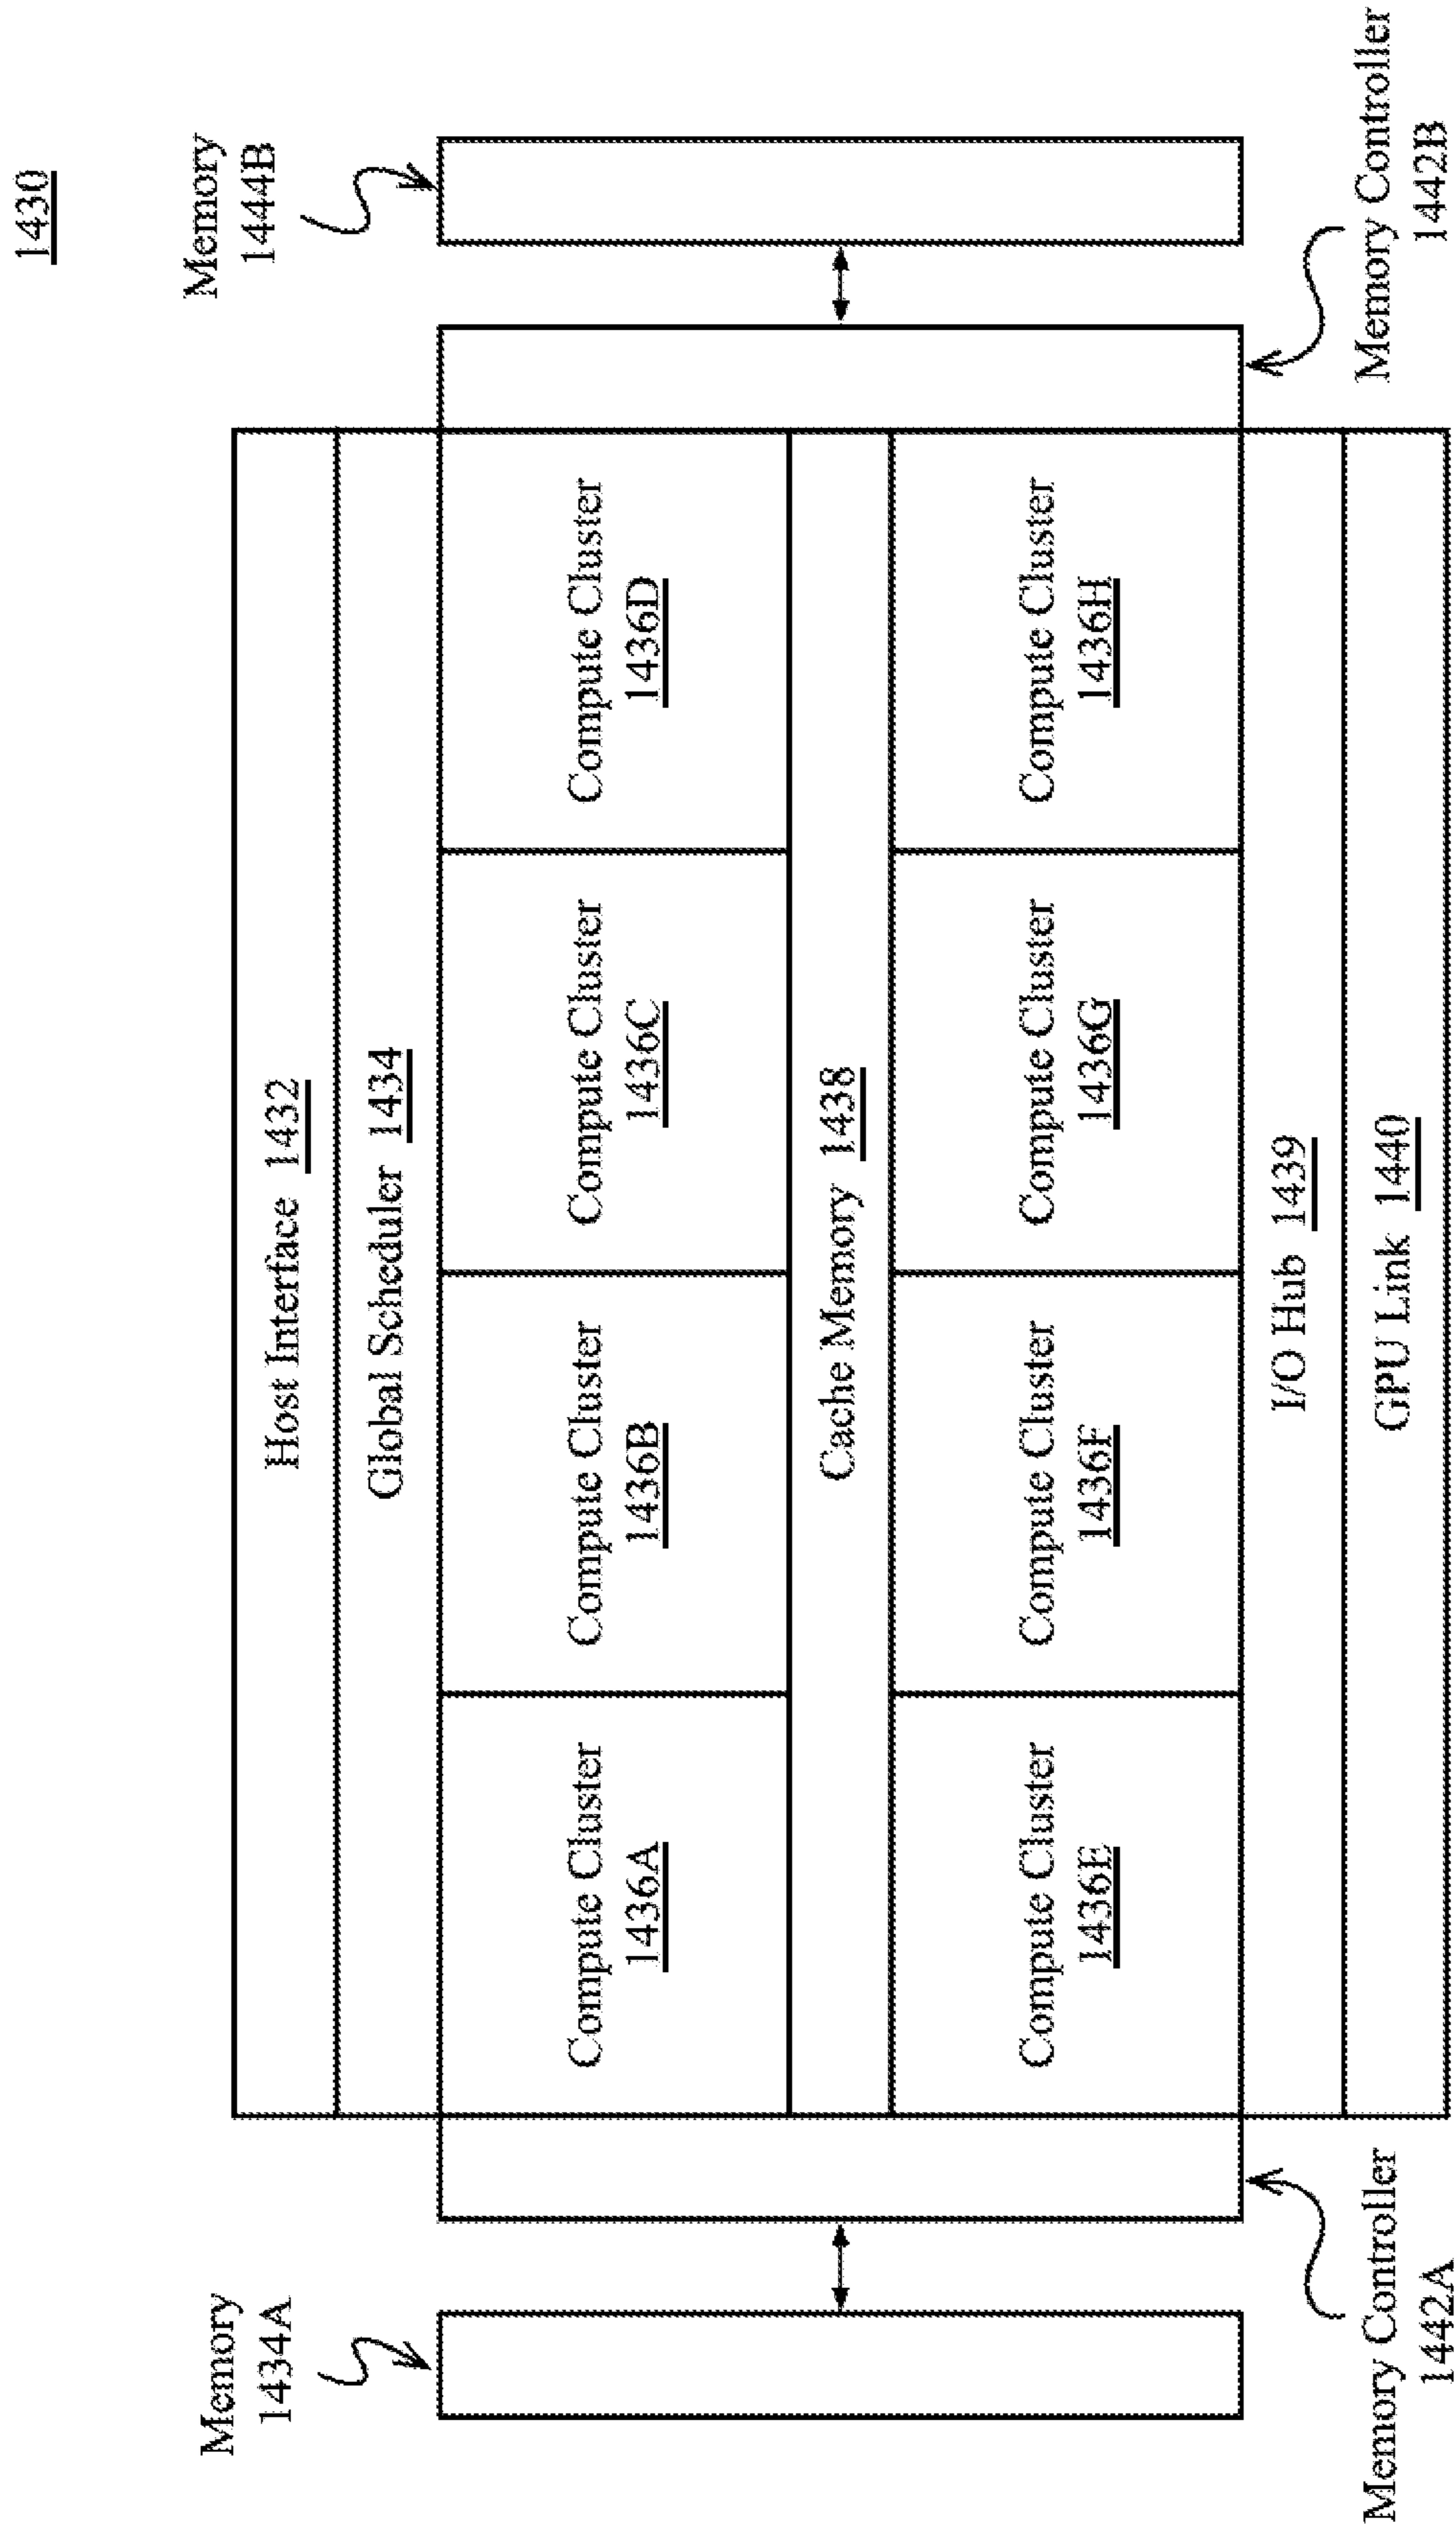 1430
Memory
1444B
Host Interface 1432
Global Scheduler 1434
Compute Cluster
1436A
Compute Cluster
1436B
Compute Cluster
1436C
Compute Cluster
1436D
Cache Memory 1438
Compute Cluster
1436E
Compute Cluster
1436F
Compute Cluster
1436G
Compute Cluster
1436H
I/O Hub 1439
GPU Link 1440
Memory
1434A
Memory Controller
1442A
Memory Controller
1442B